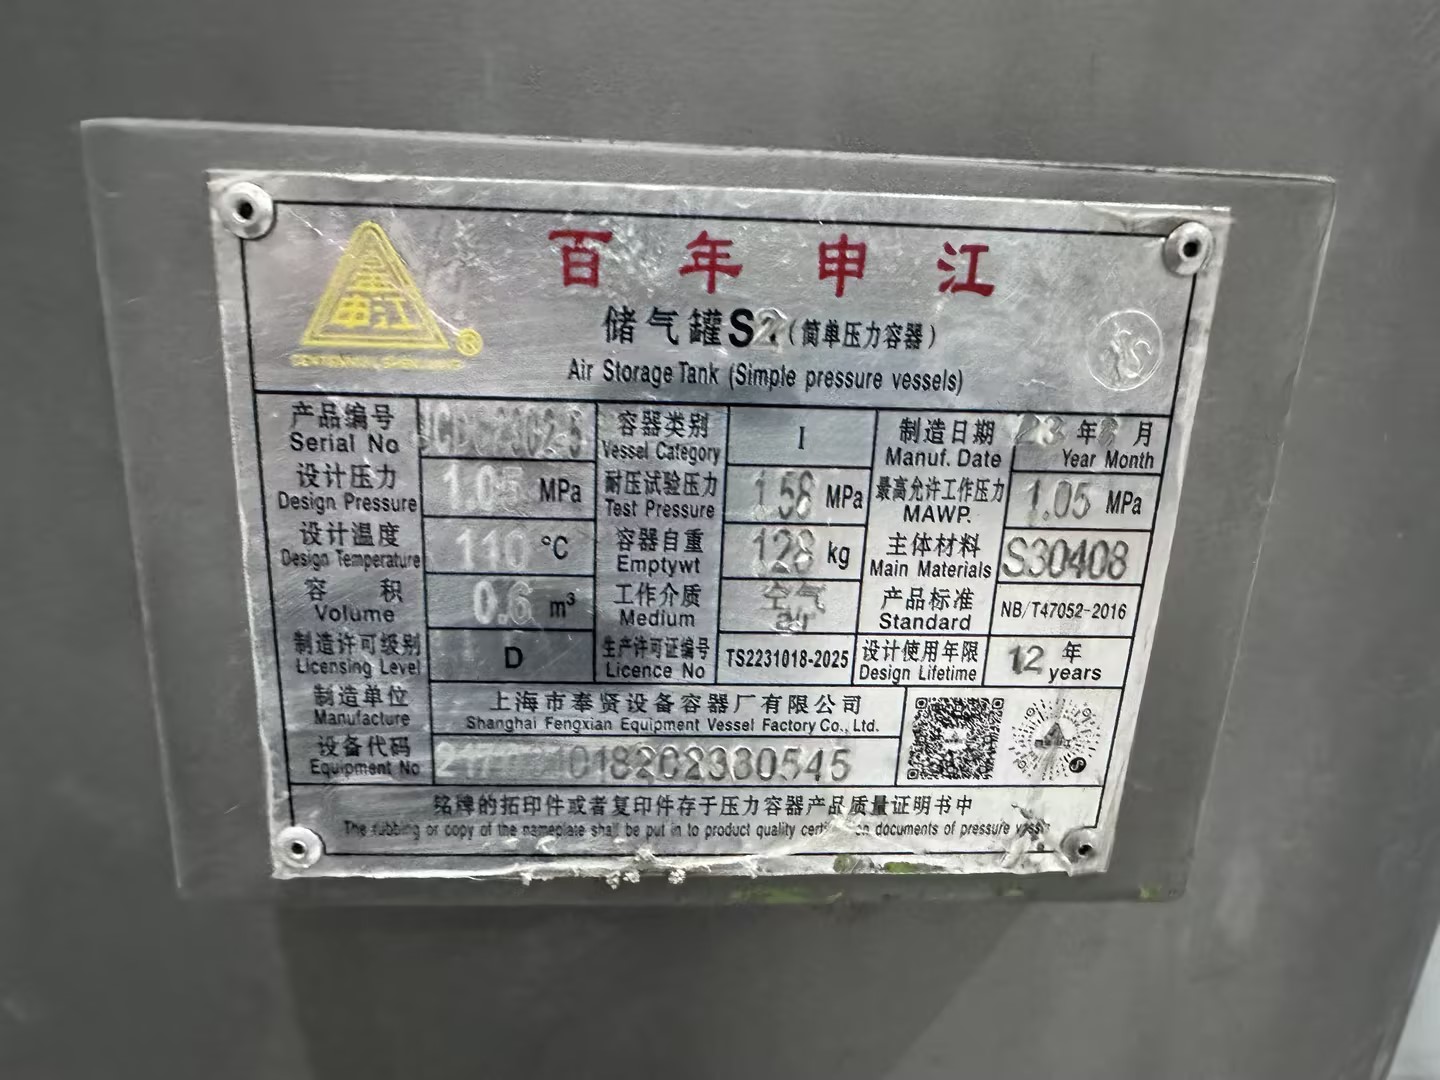 百年申江
申江
®
储气罐S2(简单压力容器)
Air Storage Tank (Simple pressure vessels)
产品编号 Serial No
容器类别 Vessel Category I
制造日期 Manuf. Date 23 年 月 Year Month
设计压力 Design Pressure 1.05 MPa
耐压试验压力 Test Pressure 1.58 MPa
最高允许工作压力 MAWP. 1.05 MPa
设计温度 Design Temperature 110 °C
容器自重 Emptywt 128 kg
主体材料 Main Materials S30408
容积 Volume 0.6 m³
工作介质 Medium 空气 air
产品标准 Standard NB/T47052-2016
制造许可级别 Licensing Level D
生产许可证编号 Licence No TS2231018-2025
设计使用年限 Design Lifetime 12 年 years
制造单位 Manufacture 上海市奉贤设备容器厂有限公司
Shanghai Fengxian Equipment Vessel Factory Co., Ltd.
设备代码 Equipment No
铭牌的拓印件或者复印件存于压力容器产品质量证明书中
The rubbing or copy of the nameplate shall be put in to product quality documents of pressure